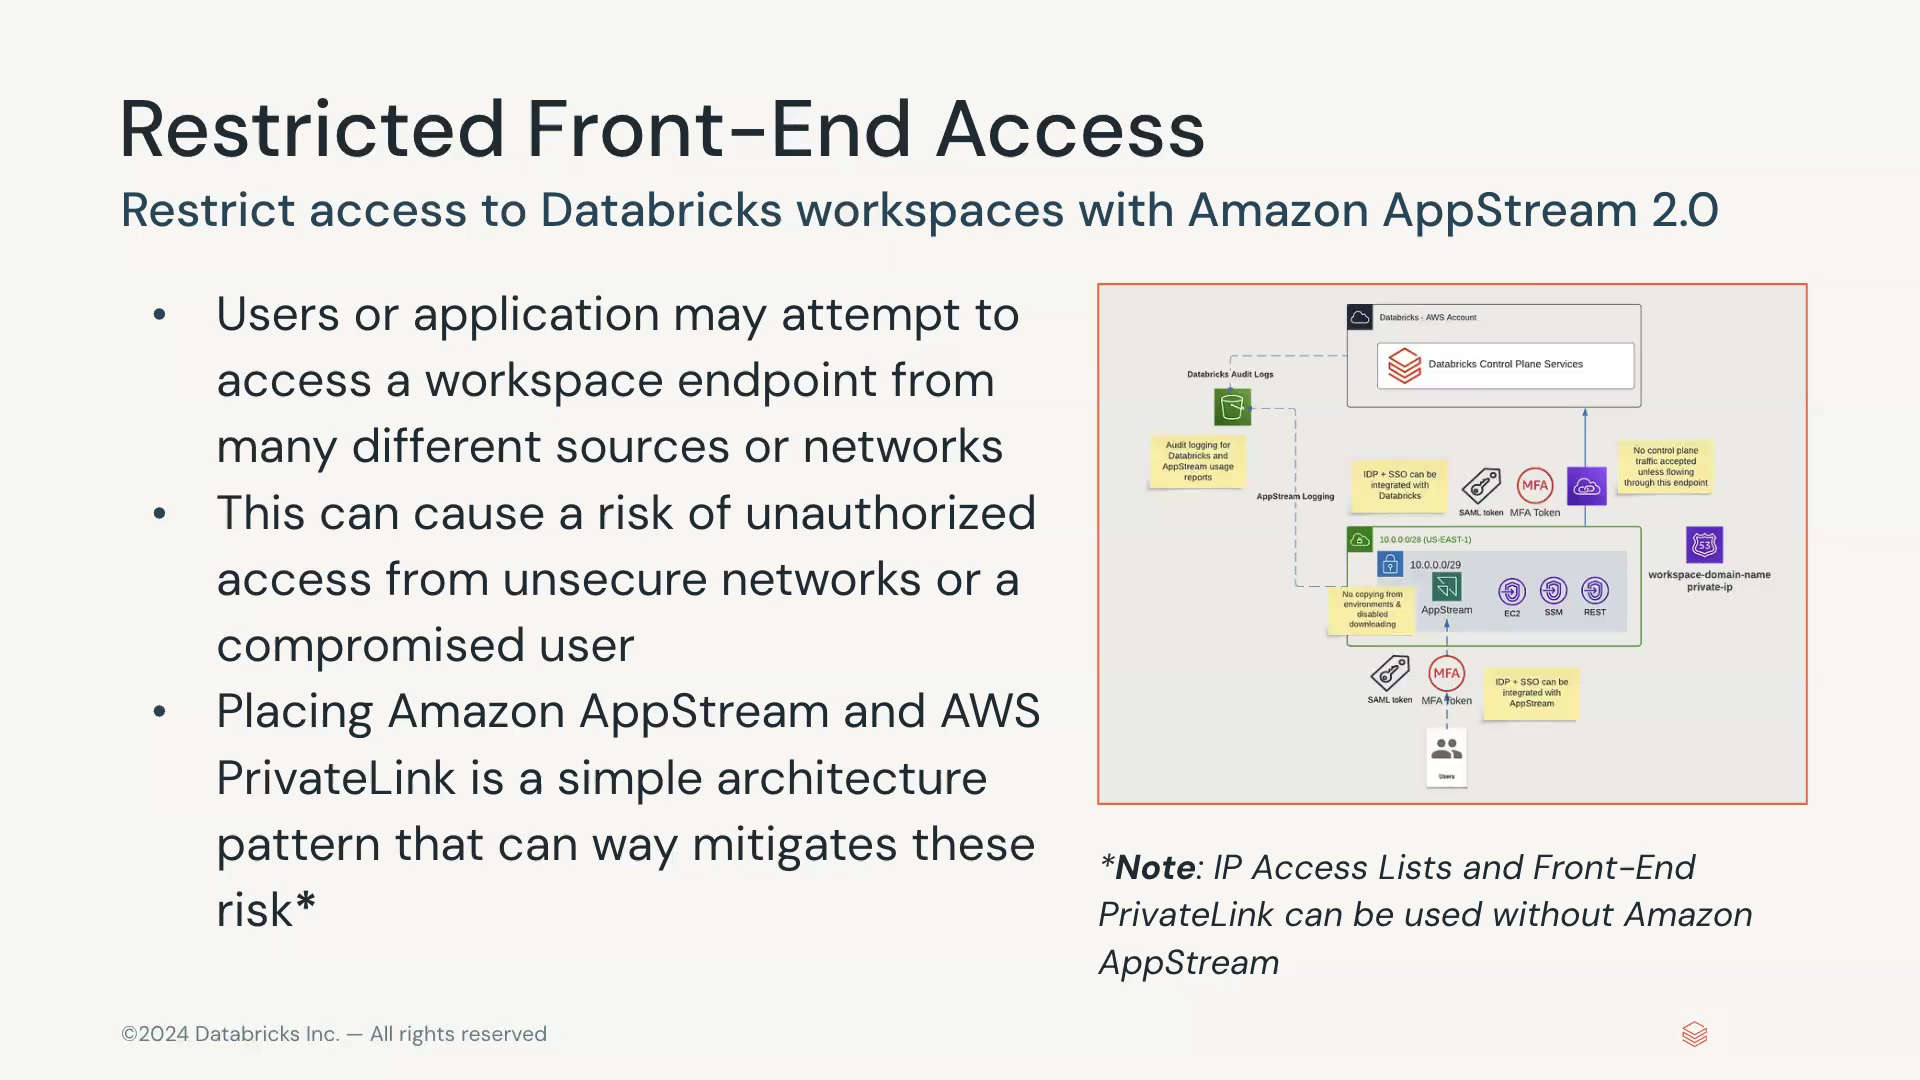 Restricted Front-End Access
Restrict access to Databricks workspaces with Amazon AppStream 2.0
• Users or application may attempt to
access a workspace endpoint from
many different sources or networks
• This can cause a risk of unauthorized
access from unsecure networks or a
compromised user
• Placing Amazon AppStream and AWS
PrivateLink is a simple architecture
pattern that can way mitigates these
risk*
Databricks - AWS Account
Databricks Control Plane Services
Databricks Audit Logs
Audit logging for
Databricks and
AppStream usage
reports
AppStream Logging
IDP + SSO can be
integrated with
Databricks
SAML token
MFA
MFA Token
No control plane
traffic accepted
unless flowing
through this endpoint
10.0.0.0/28 (US-EAST-1)
10.0.0.0/29
No copying from
environments &
disabled
downloading
AppStream
EC2
SSM
REST
53
workspace-domain-name
private-ip
SAML token
MFA
MFA Token
IDP + SSO can be
integrated with
AppStream
Users
*Note: IP Access Lists and Front-End
PrivateLink can be used without Amazon
AppStream
©2024 Databricks Inc. — All rights reserved